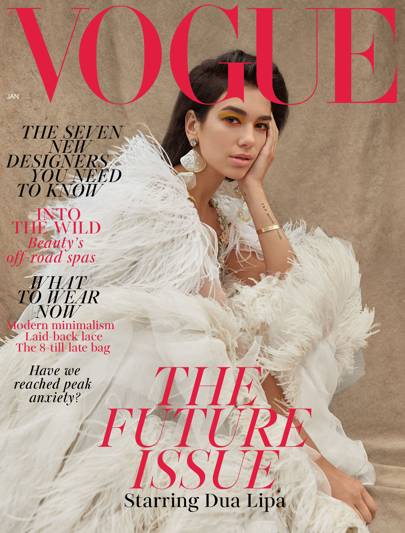 VOGUE
JAN
THE SEVEN
NEW
DESIGNERS
YOU NEED
TO KNOW
INTO
THE WILD
Beauty's
off-road spas
WHAT
TO WEAR
NOW
Modern minimalism
Laid-back lace
The 8-till-late bag
Have we
reached peak
anxiety?
THE
FUTURE
ISSUE
Starring Dua Lipa